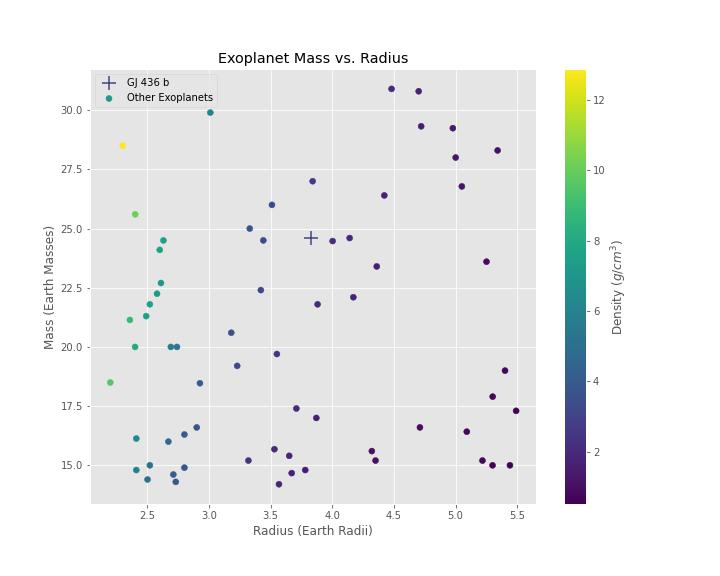 Exoplanet Mass vs. Radius
GJ 436 b
Other Exoplanets
30.0
27.5
25.0
22.5
20.0
17.5
15.0
Mass (Earth Masses)
2.5 3.0 3.5 4.0 4.5 5.0 5.5
Radius (Earth Radii)
12
10
8
6
4
2
Density (g/cm³)